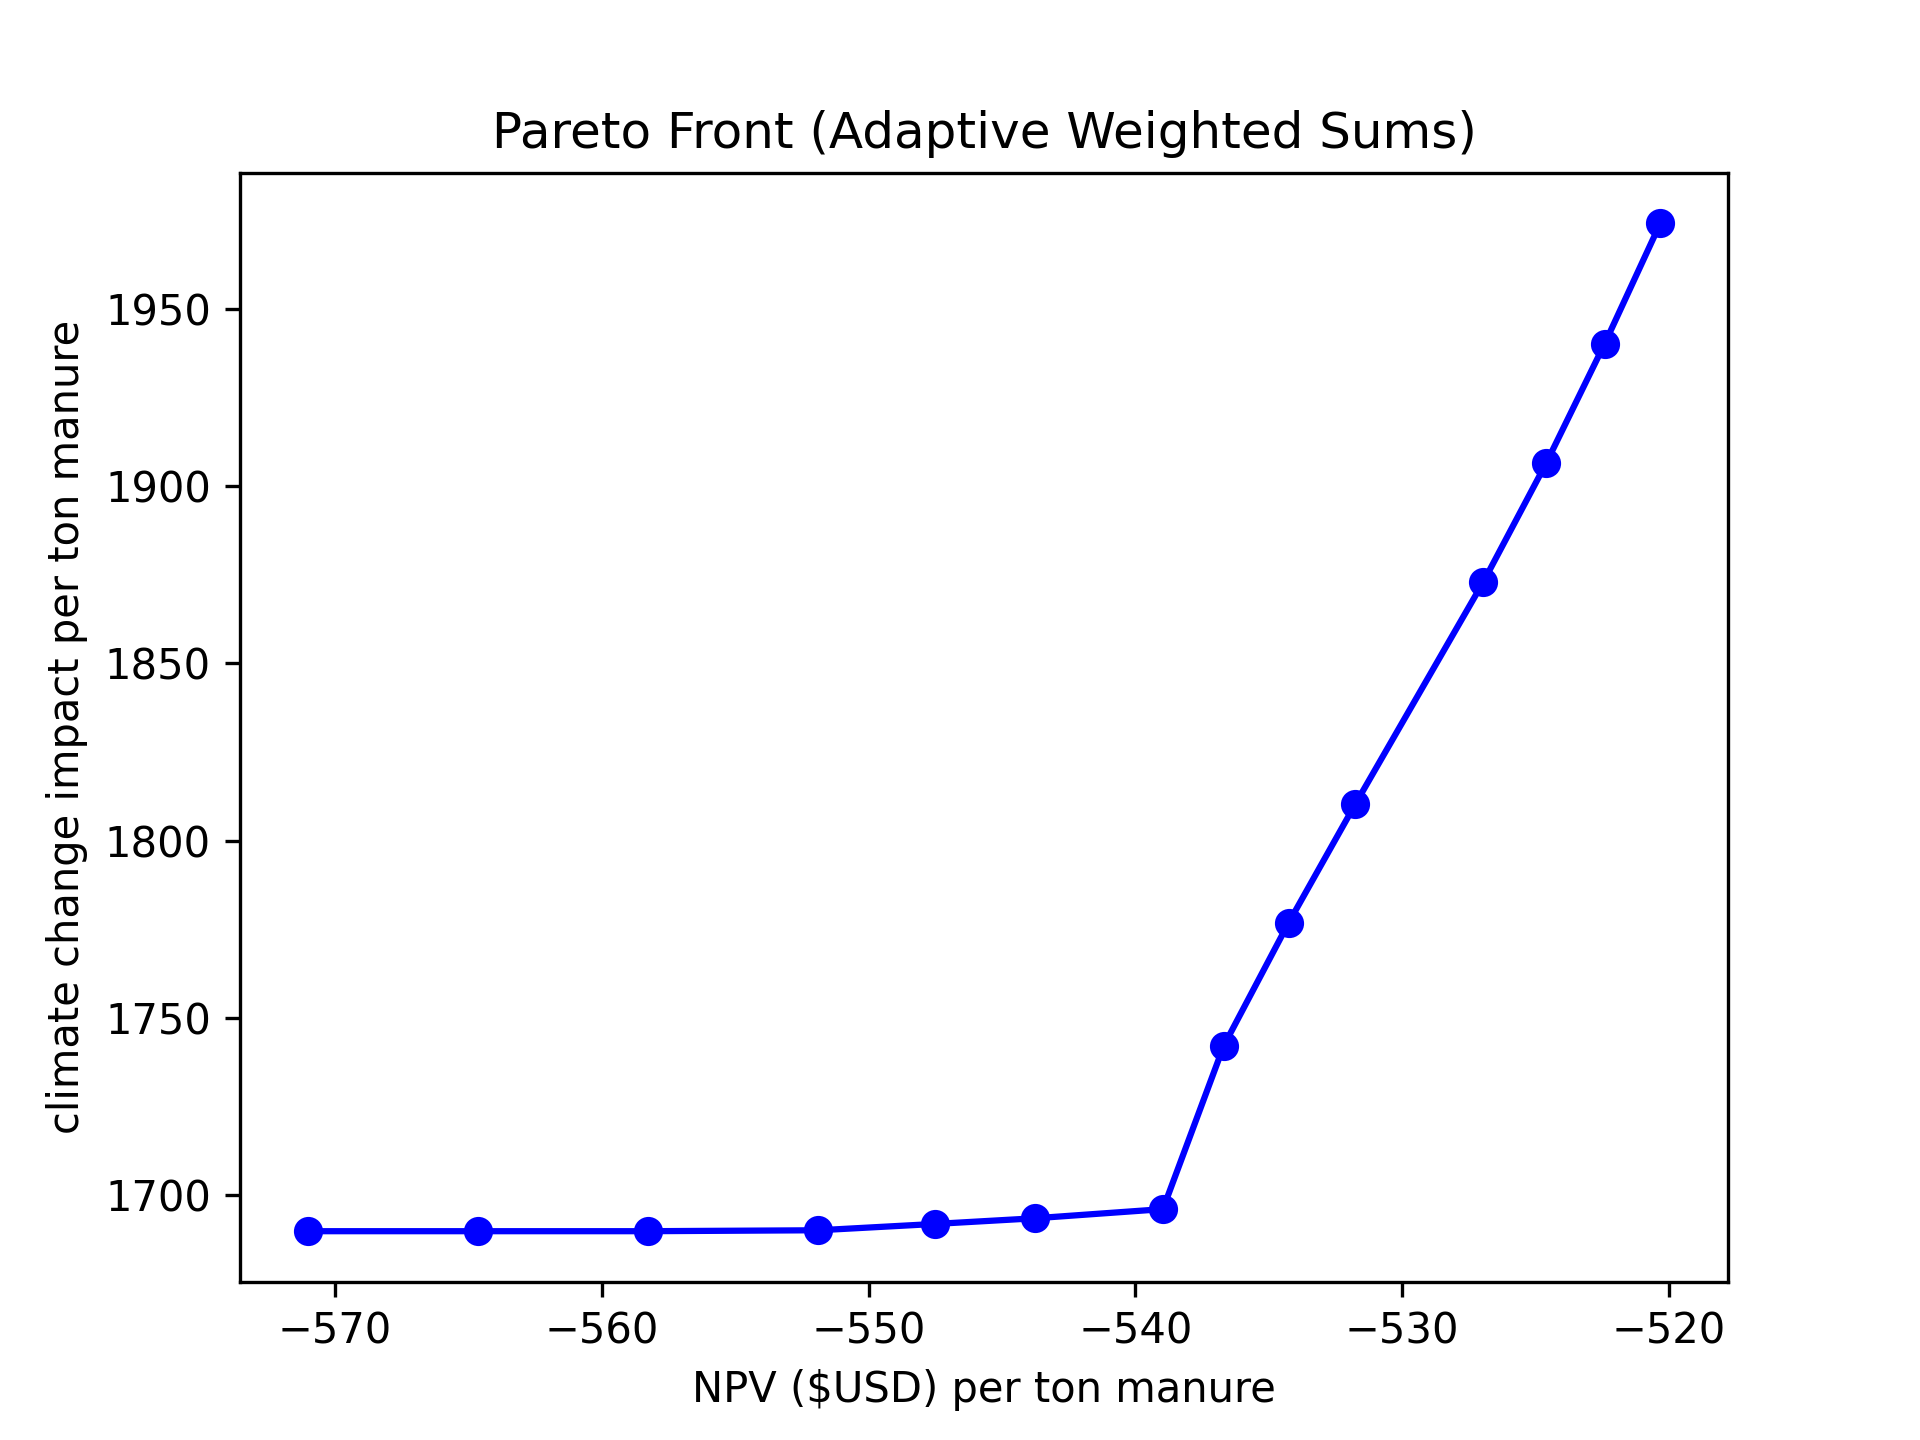 Pareto Front (Adaptive Weighted Sums)
climate change impact per ton manure
1950
1900
1850
1800
1750
1700
−570 −560 −550 −540 −530 −520
NPV ($USD) per ton manure